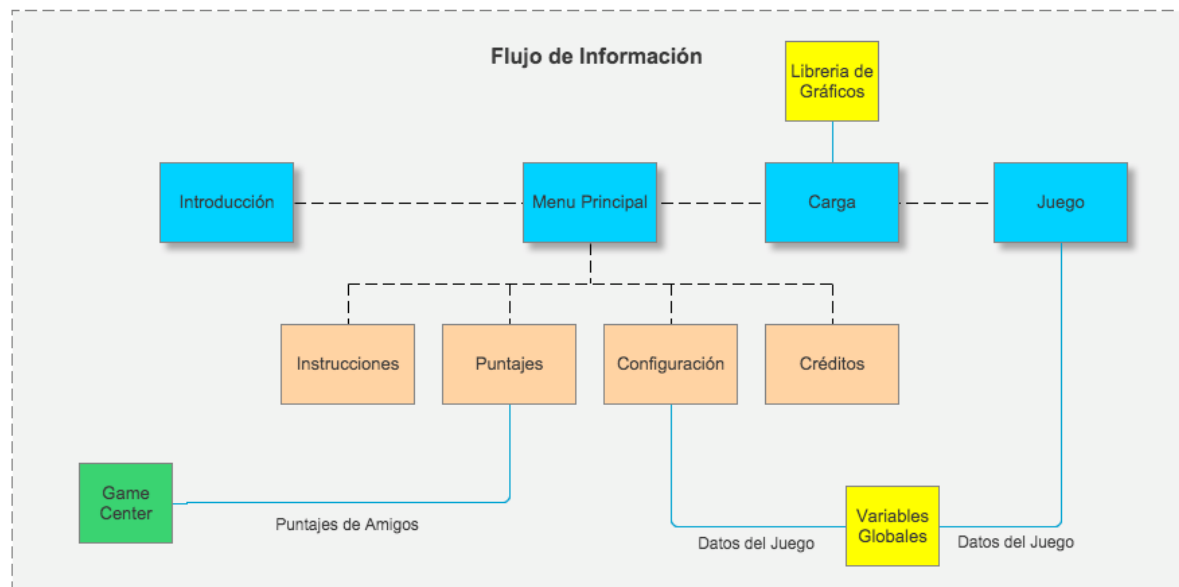 Flujo de Información
Libreria de
Gráficos
Introducción
Menu Principal
Carga
Juego
Instrucciones
Puntajes
Configuración
Créditos
Game
Center
Puntajes de Amigos
Variables
Globales
Datos del Juego
Datos del Juego